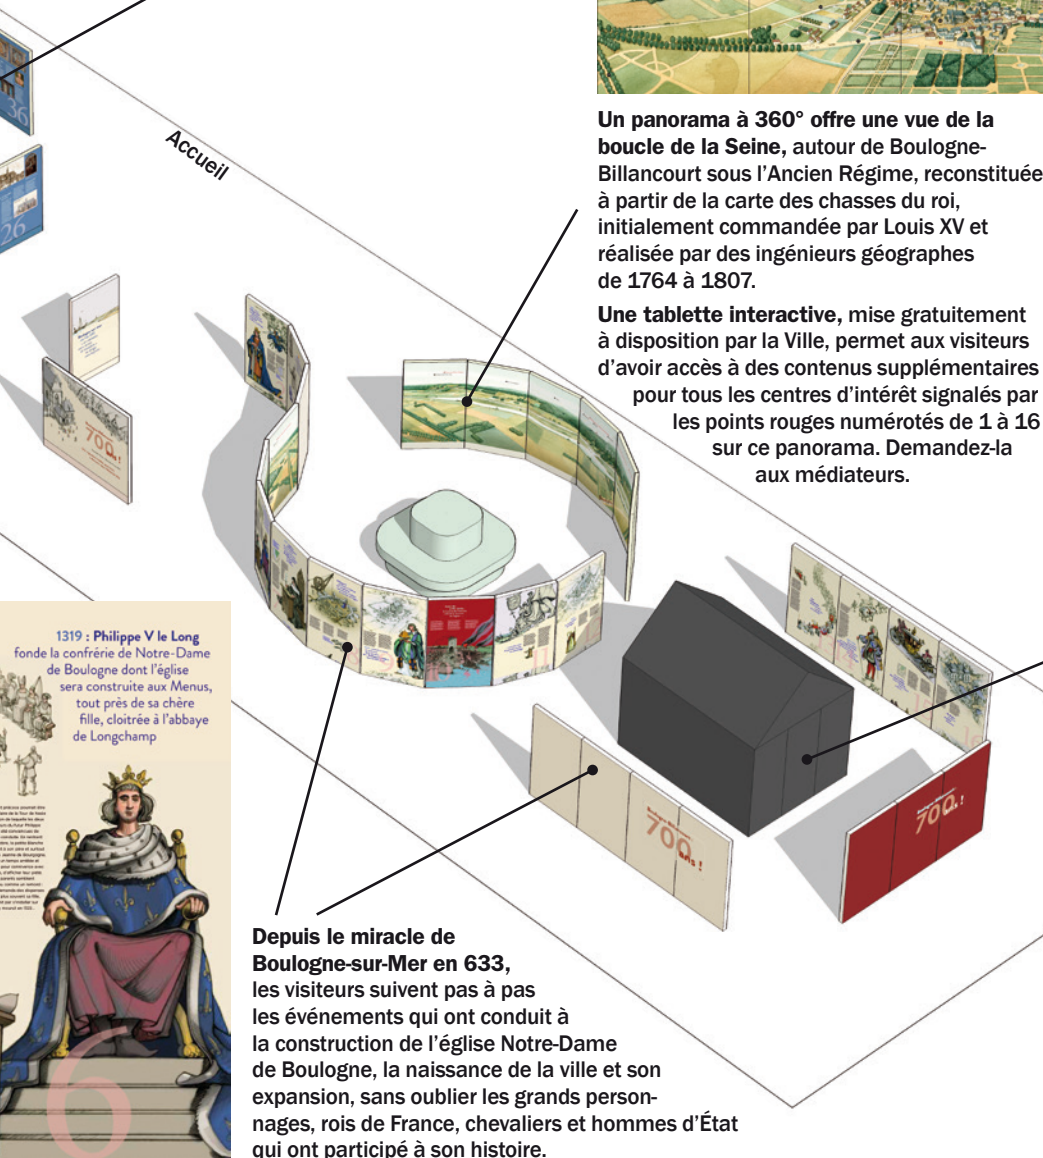 36
26
Accueil
Un panorama à 360° offre une vue de la
boucle de la Seine, autour de Boulogne-
Billancourt sous l'Ancien Régime, reconstituée
à partir de la carte des chasses du roi,
initialement commandée par Louis XV et
réalisée par des ingénieurs géographes
de 1764 à 1807.
Une tablette interactive, mise gratuitement
à disposition par la Ville, permet aux visiteurs
d'avoir accès à des contenus supplémentaires
pour tous les centres d'intérêt signalés par
les points rouges numérotés de 1 à 16
sur ce panorama. Demandez-la
aux médiateurs.
700
ans !
1319 : Philippe V le Long
fonde la confrérie de Notre-Dame
de Boulogne dont l'église
sera construite aux Menus,
tout près de sa chère
fille, cloitrée à l'abbaye
de Longchamp
6
700
ans !
700
Depuis le miracle de
Boulogne-sur-Mer en 633,
les visiteurs suivent pas à pas
les événements qui ont conduit à
la construction de l'église Notre-Dame
de Boulogne, la naissance de la ville et son
expansion, sans oublier les grands person-
nages, rois de France, chevaliers et hommes d'État
qui ont participé à son histoire.